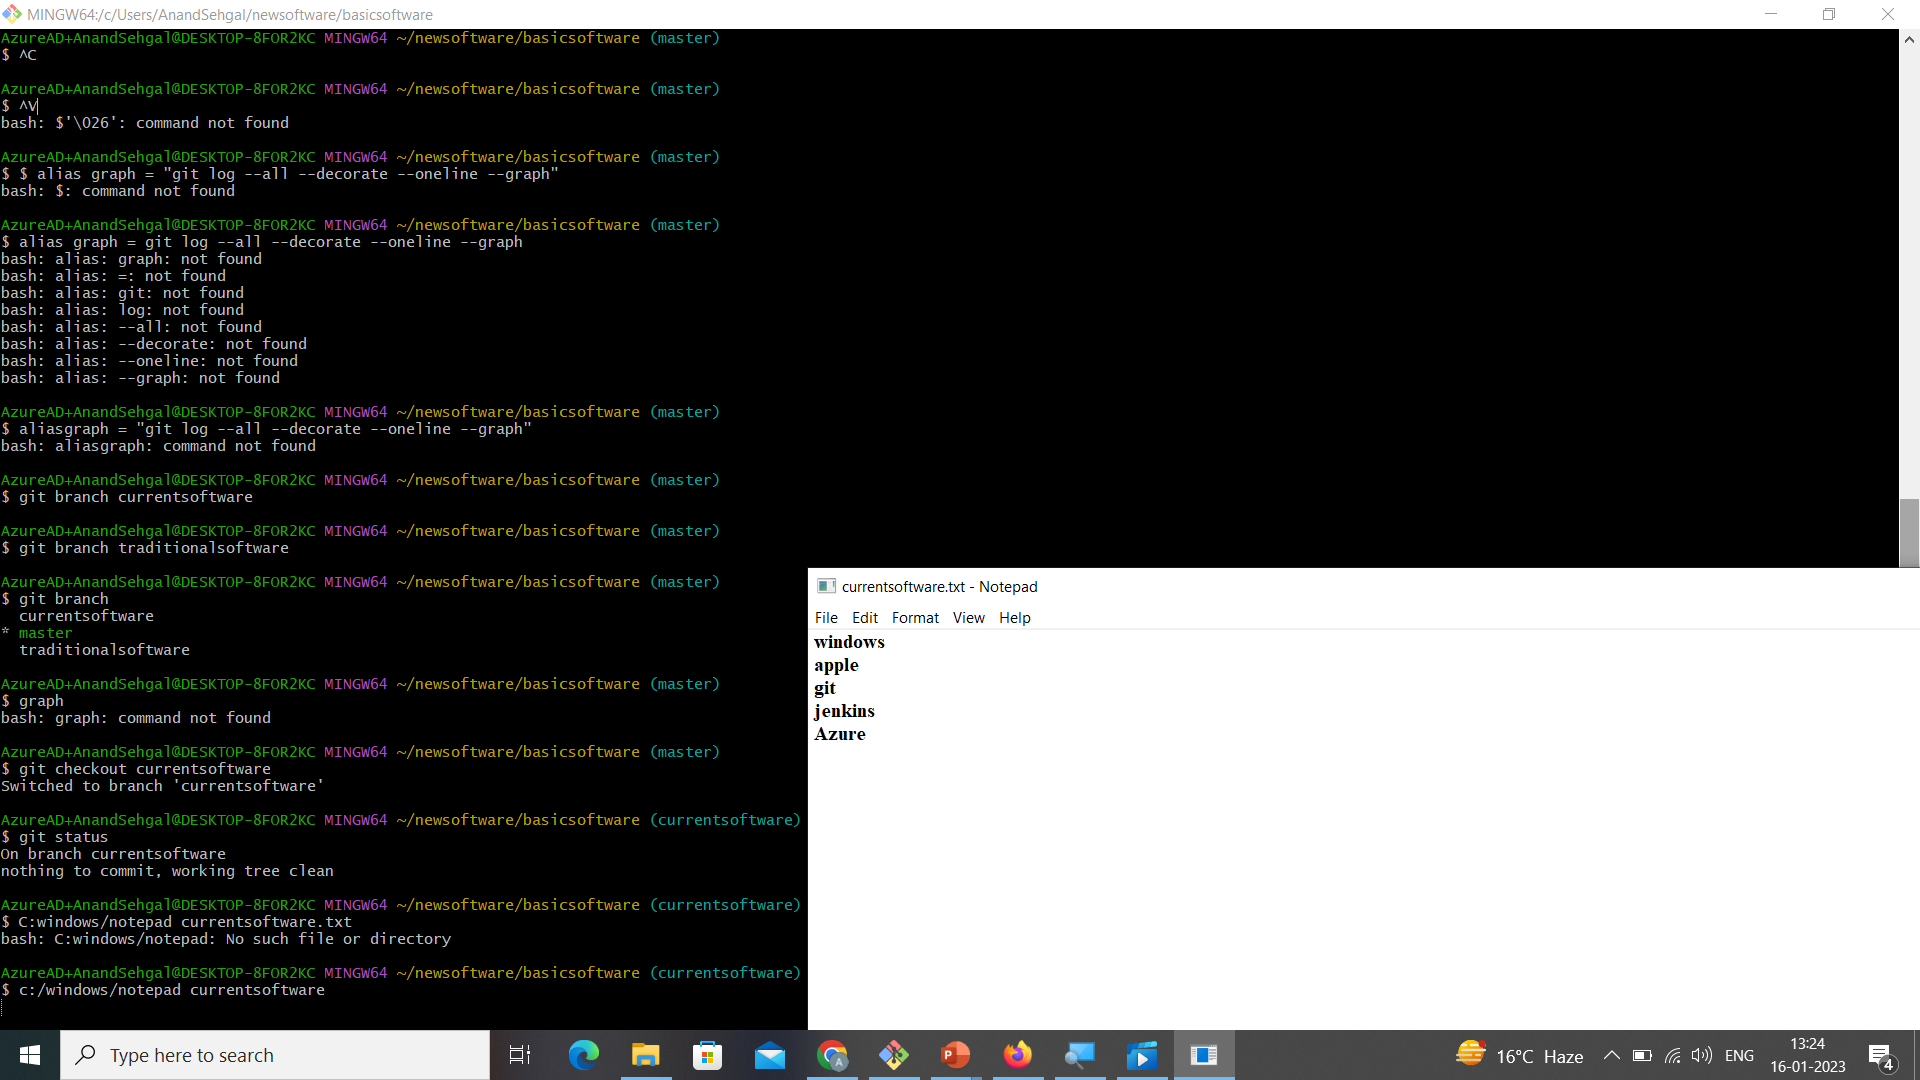 MINGW64:/c/Users/AnandSehgal/newsoftware/basicsoftware
AzureAD+AnandSehgal@DESKTOP-8FOR2KC MINGW64 ~/newsoftware/basicsoftware (master)
$ ^C
AzureAD+AnandSehgal@DESKTOP-8FOR2KC MINGW64 ~/newsoftware/basicsoftware (master)
$ ^V
bash: $'\026': command not found
AzureAD+AnandSehgal@DESKTOP-8FOR2KC MINGW64 ~/newsoftware/basicsoftware (master)
$ $ alias graph = "git log --all --decorate --oneline --graph"
bash: $: command not found
AzureAD+AnandSehgal@DESKTOP-8FOR2KC MINGW64 ~/newsoftware/basicsoftware (master)
$ alias graph = git log --all --decorate --oneline --graph
bash: alias: graph: not found
bash: alias: =: not found
bash: alias: git: not found
bash: alias: log: not found
bash: alias: --all: not found
bash: alias: --decorate: not found
bash: alias: --oneline: not found
bash: alias: --graph: not found
AzureAD+AnandSehgal@DESKTOP-8FOR2KC MINGW64 ~/newsoftware/basicsoftware (master)
$ aliasgraph = "git log --all --decorate --oneline --graph"
bash: aliasgraph: command not found
AzureAD+AnandSehgal@DESKTOP-8FOR2KC MINGW64 ~/newsoftware/basicsoftware (master)
$ git branch currentsoftware
AzureAD+AnandSehgal@DESKTOP-8FOR2KC MINGW64 ~/newsoftware/basicsoftware (master)
$ git branch traditionalsoftware
AzureAD+AnandSehgal@DESKTOP-8FOR2KC MINGW64 ~/newsoftware/basicsoftware (master)
$ git branch
currentsoftware
* master
traditionalsoftware
AzureAD+AnandSehgal@DESKTOP-8FOR2KC MINGW64 ~/newsoftware/basicsoftware (master)
$ graph
bash: graph: command not found
AzureAD+AnandSehgal@DESKTOP-8FOR2KC MINGW64 ~/newsoftware/basicsoftware (master)
$ git checkout currentsoftware
Switched to branch 'currentsoftware'
AzureAD+AnandSehgal@DESKTOP-8FOR2KC MINGW64 ~/newsoftware/basicsoftware (currentsoftware)
$ git status
On branch currentsoftware
nothing to commit, working tree clean
AzureAD+AnandSehgal@DESKTOP-8FOR2KC MINGW64 ~/newsoftware/basicsoftware (currentsoftware)
$ C:windows/notepad currentsoftware.txt
bash: C:windows/notepad: No such file or directory
AzureAD+AnandSehgal@DESKTOP-8FOR2KC MINGW64 ~/newsoftware/basicsoftware (currentsoftware)
$ c:/windows/notepad currentsoftware
currentsoftware.txt - Notepad
File Edit Format View Help
windows
apple
git
jenkins
Azure
Type here to search
16°C Haze
ENG
13:24
16-01-2023
4